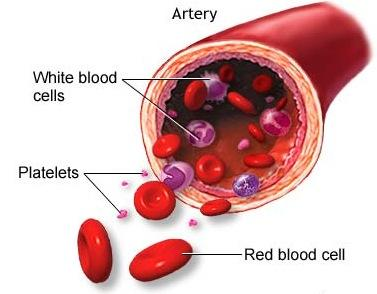 Artery
White blood
cells
Platelets
Red blood cell